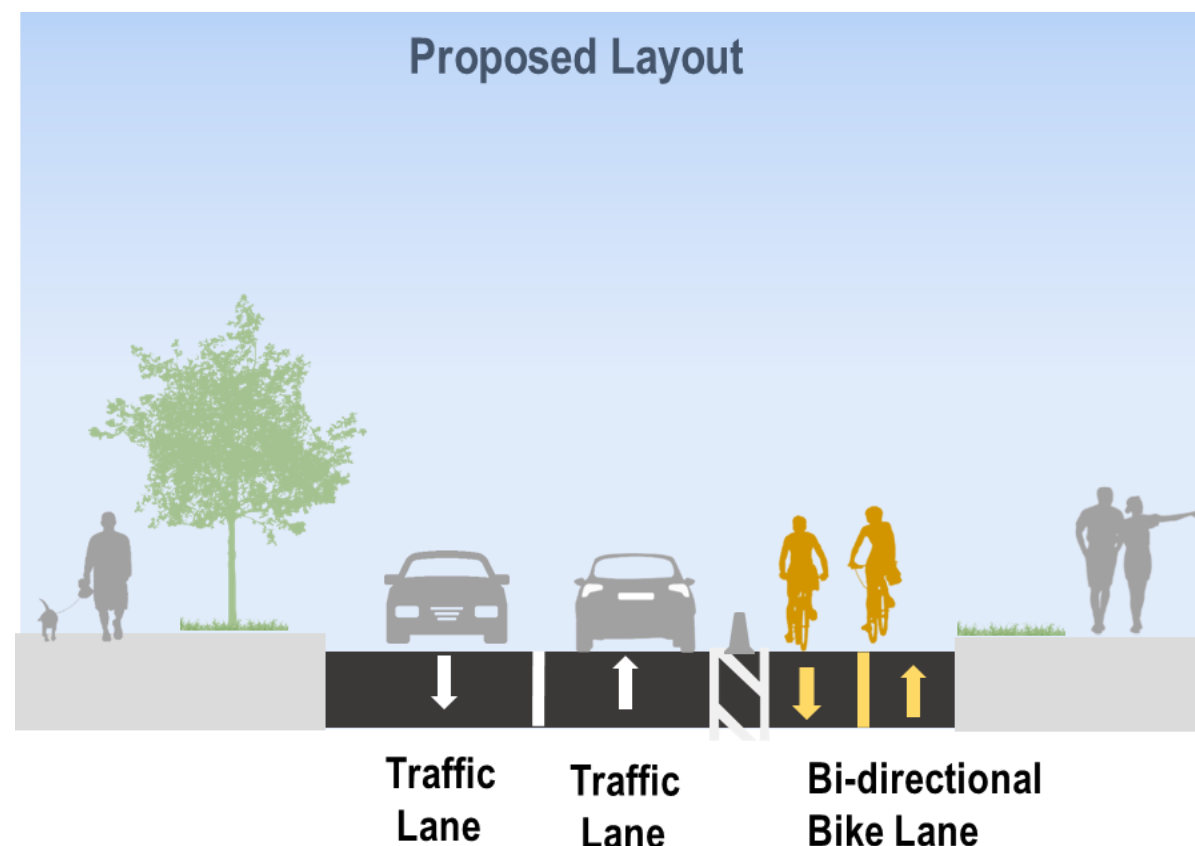 Proposed Layout
Traffic
Lane
Traffic
Lane
Bi-directional
Bike Lane